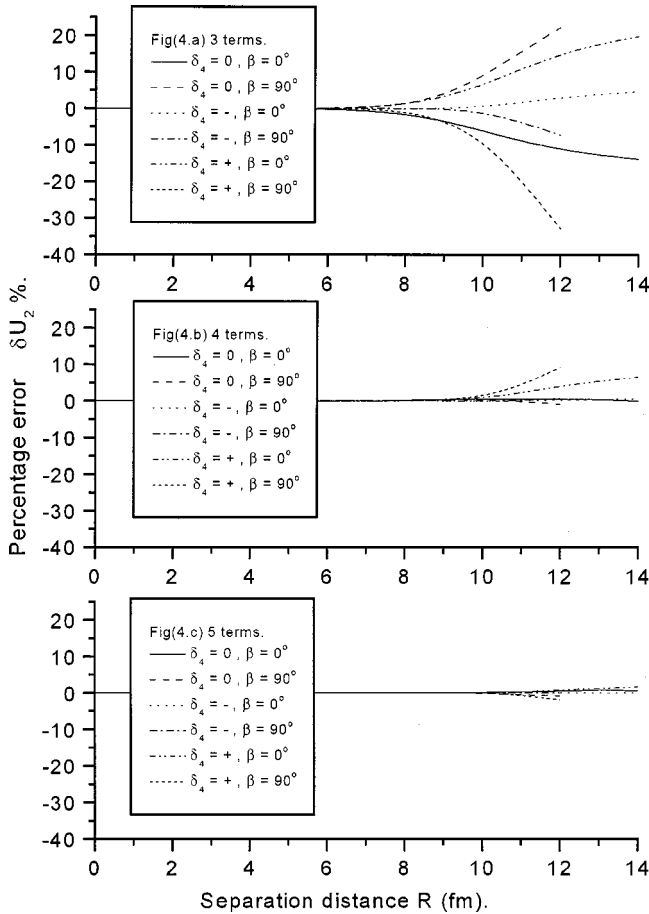 Percentage error δU₂ %.
20
10
0
-10
-20
-30
-40
Fig(4.a) 3 terms.
δ₄ = 0 , β = 0°
δ₄ = 0 , β = 90°
δ₄ = - , β = 0°
δ₄ = - , β = 90°
δ₄ = + , β = 0°
δ₄ = + , β = 90°
0 2 4 6 8 10 12 14
20
10
0
-10
-20
-30
-40
Fig(4.b) 4 terms.
δ₄ = 0 , β = 0°
δ₄ = 0 , β = 90°
δ₄ = - , β = 0°
δ₄ = - , β = 90°
δ₄ = + , β = 0°
δ₄ = + , β = 90°
0 2 4 6 8 10 12 14
20
10
0
-10
-20
-30
-40
Fig(4.c) 5 terms.
δ₄ = 0 , β = 0°
δ₄ = 0 , β = 90°
δ₄ = - , β = 0°
δ₄ = - , β = 90°
δ₄ = + , β = 0°
δ₄ = + , β = 90°
0 2 4 6 8 10 12 14
Separation distance R (fm).